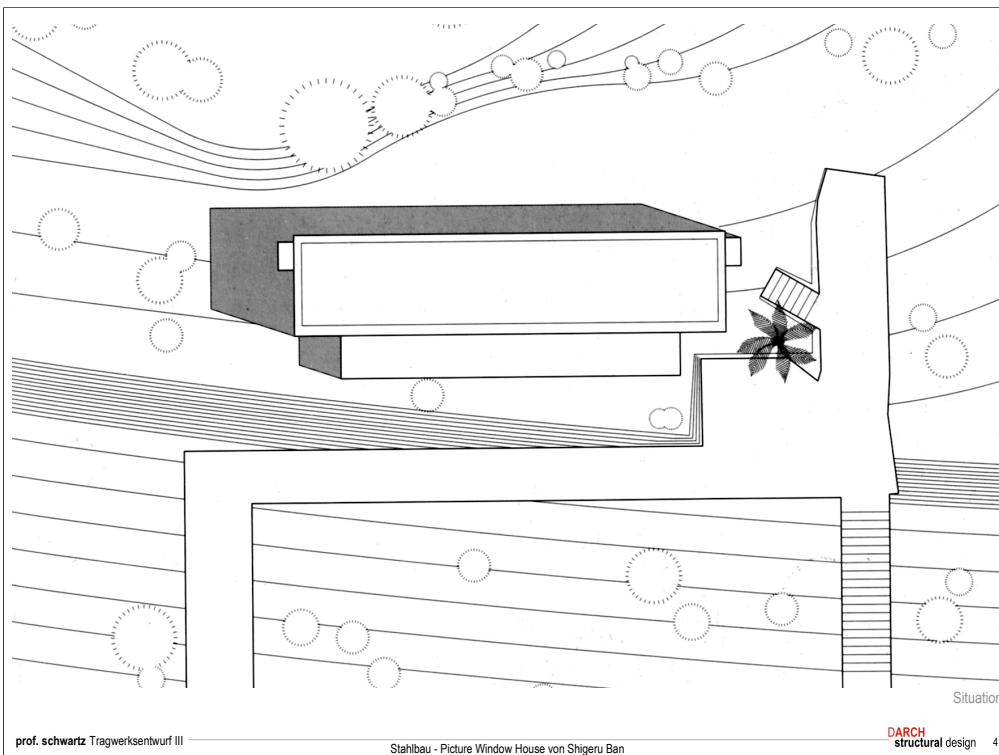 Situation
prof. schwartz Tragwerksentwurf III
Stahlbau - Picture Window House von Shigeru Ban
DARCH
structural design 4